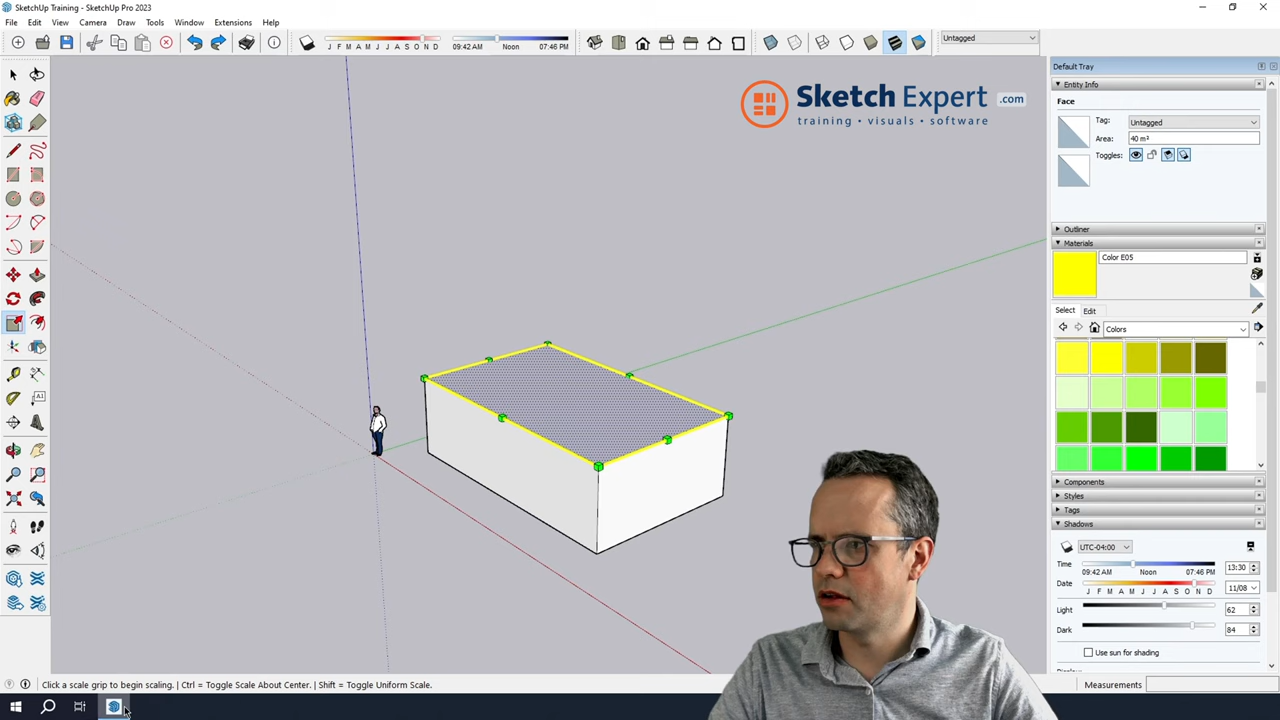 SketchUp Training - SketchUp Pro 2023
File Edit View Camera Draw Tools Window Extensions Help
J F M A M J J A S O N D
09:42 AM Noon 07:46 PM
Untagged
Sketch Expert .com
training • visuals • software
Default Tray
Entity Info
Face
Tag: Untagged
Area: 40 m²
Toggles:
Outliner
Materials
Color E05
Select Edit
Colors
Components
Styles
Tags
Shadows
UTC-04:00
Time 13:30
09:42 AM Noon 07:46 PM
Date 11/08
J F M A M J J A S O N D
Light 62
Dark 84
Use sun for shading
Click a scale grip to begin scaling. | Ctrl = Toggle Scale About Center. | Shift = Toggle Uniform Scale.
Measurements